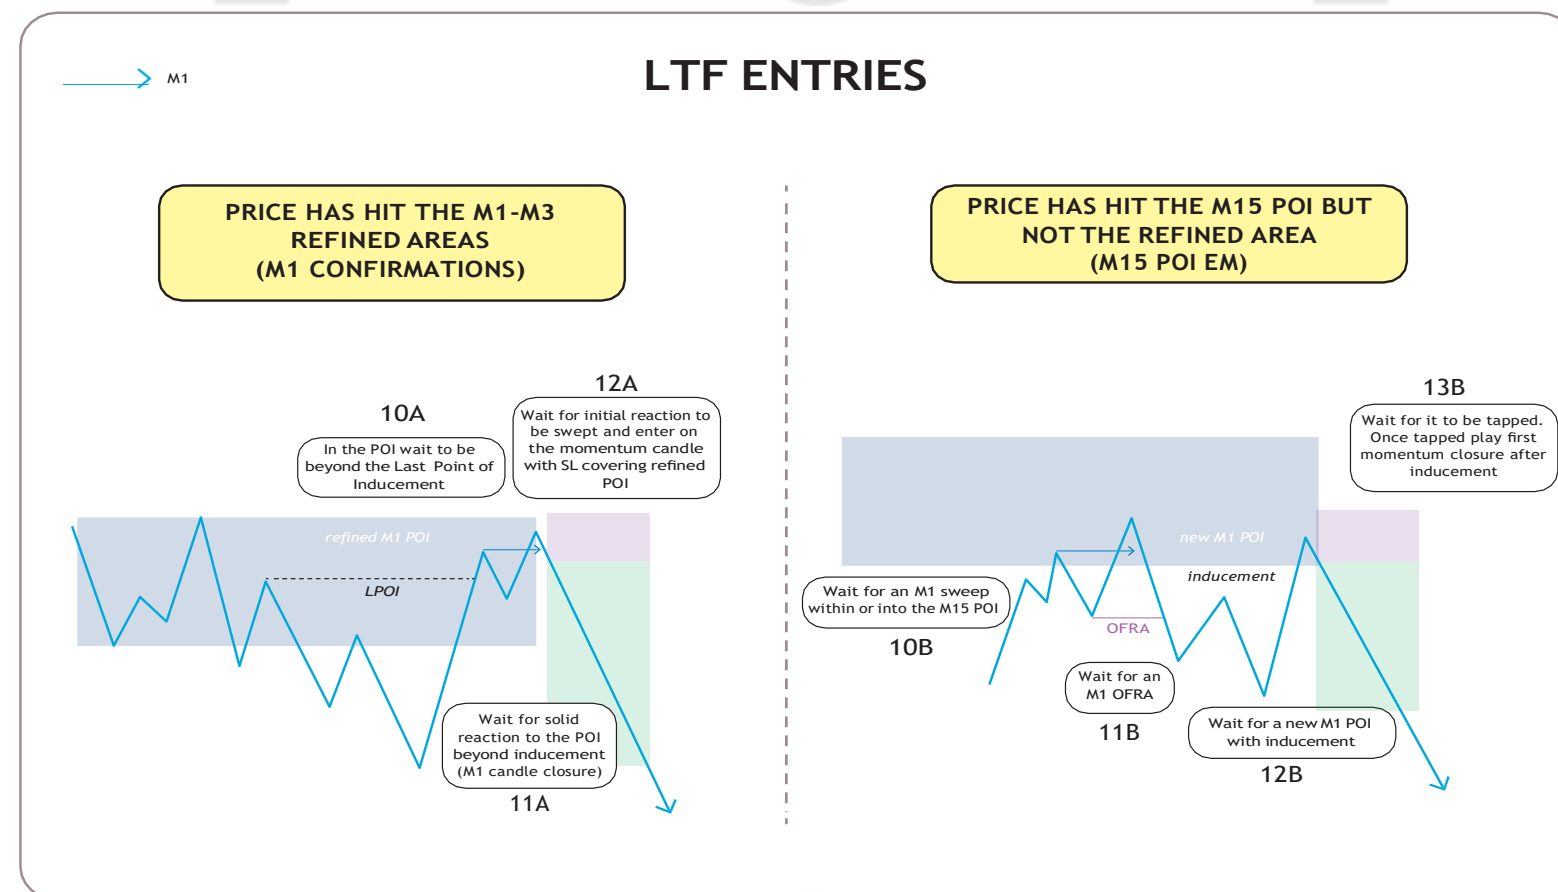 M1
LTF ENTRIES
PRICE HAS HIT THE M1-M3
REFINED AREAS
(M1 CONFIRMATIONS)
10A
In the POI wait to be
beyond the Last Point of
Inducement
12A
Wait for initial reaction to
be swept and enter on
the momentum candle
with SL covering refined
POI
refined M1 POI
LPOI
Wait for solid
reaction to the POI
beyond inducement
(M1 candle closure)
11A
PRICE HAS HIT THE M15 POI BUT
NOT THE REFINED AREA
(M15 POI EM)
13B
Wait for it to be tapped.
Once tapped play first
momentum closure after
inducement
new M1 POI
inducement
Wait for an M1 sweep
within or into the M15 POI
10B
OFRA
Wait for an
M1 OFRA
11B
Wait for a new M1 POI
with inducement
12B